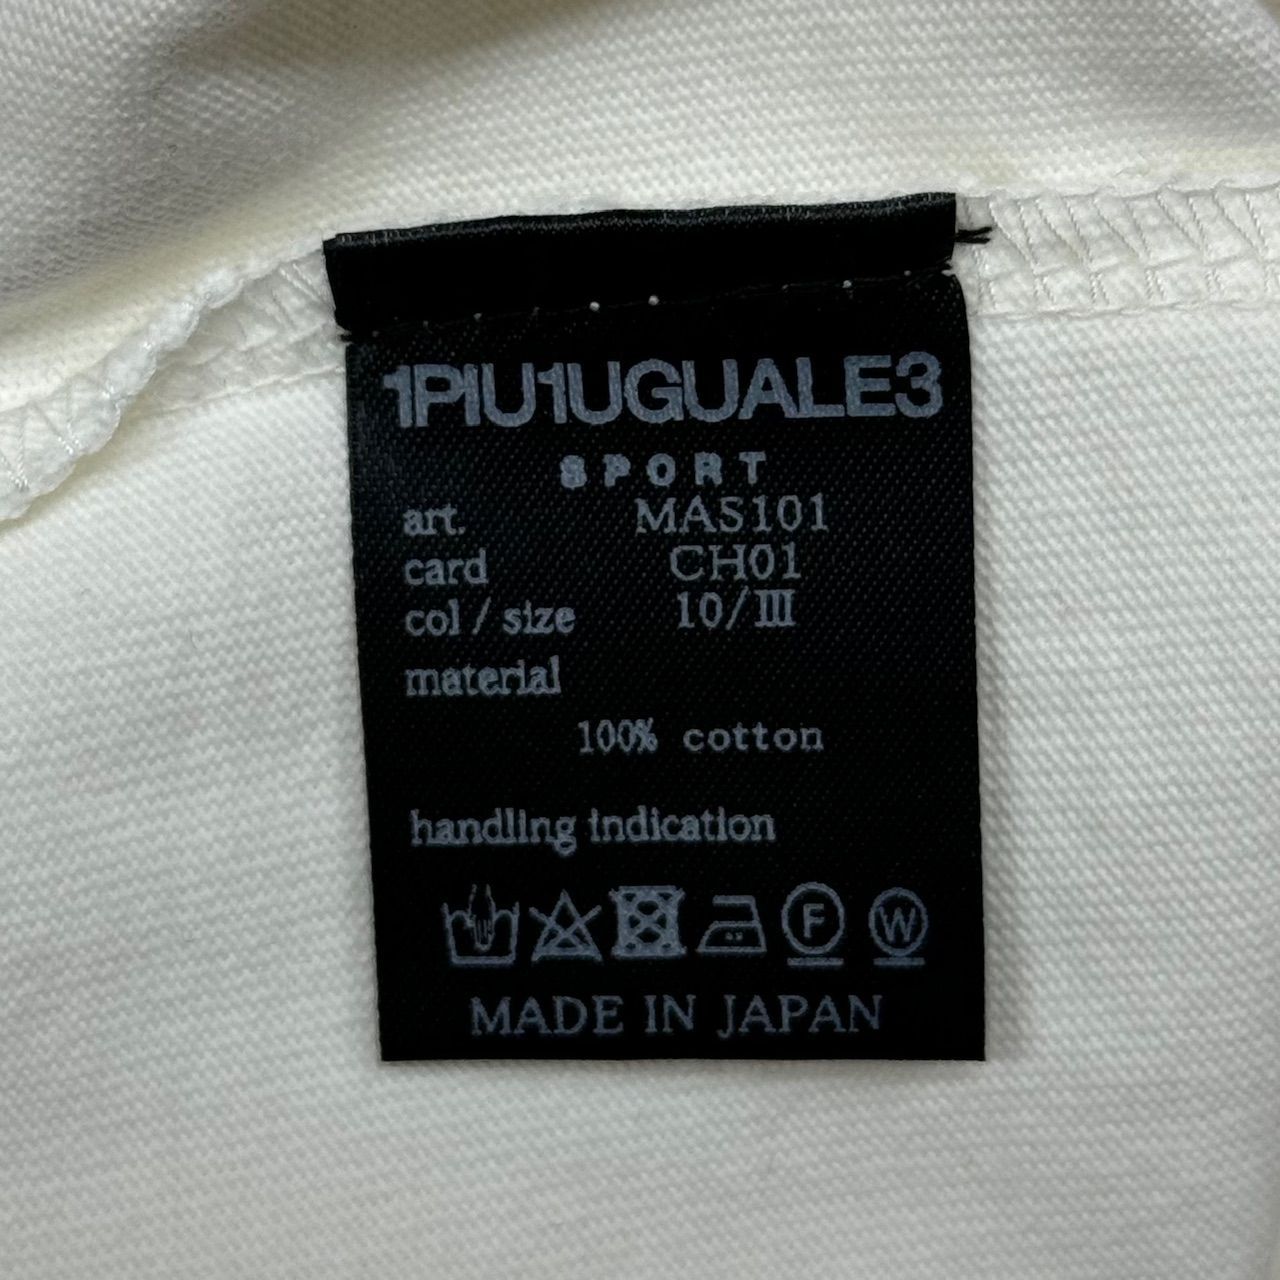 1PIU1UGUALE3
SPORT
art. MAS101
card CH01
col / size 10/Ⅲ
material
100% cotton
handling indication
F W
MADE IN JAPAN